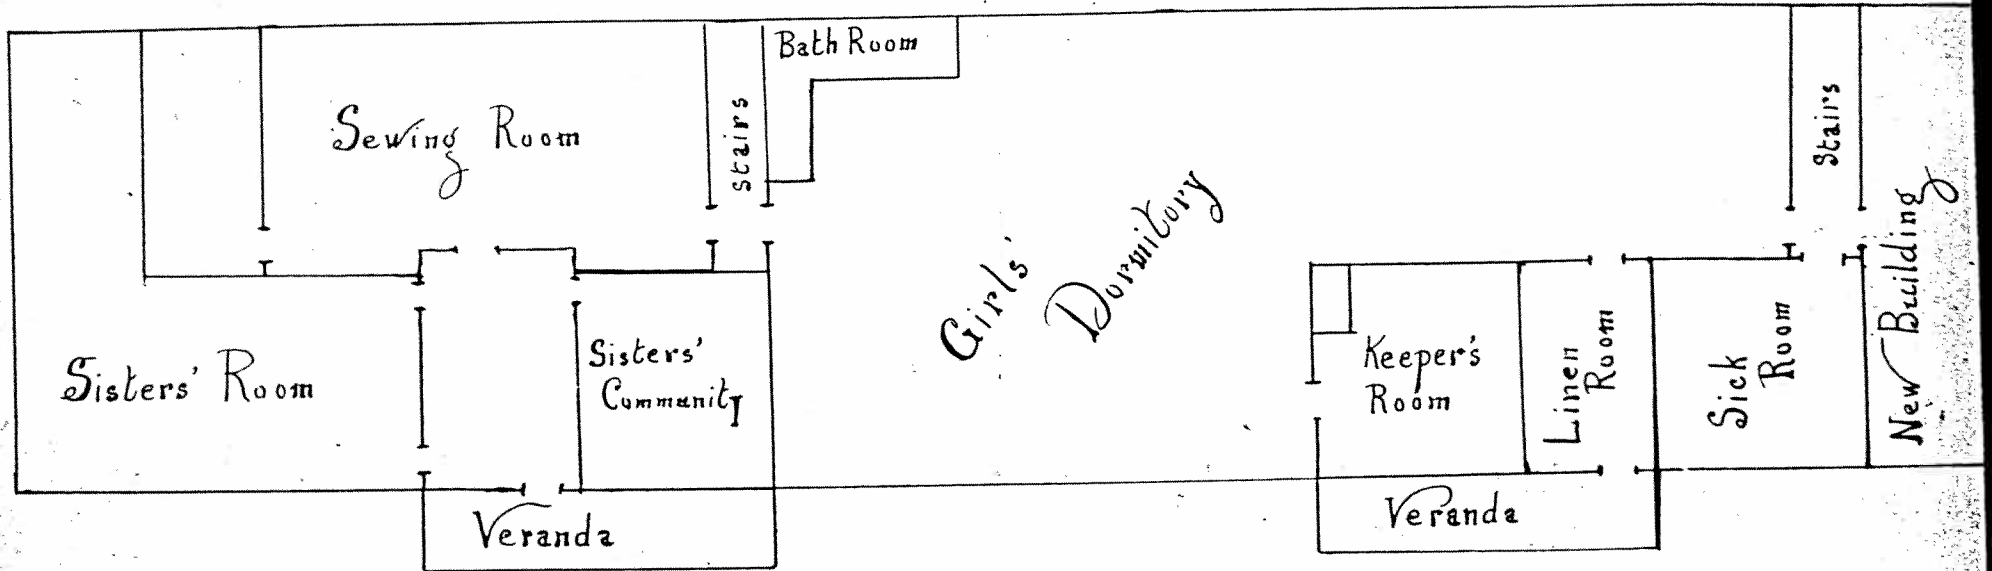 Bath Room
Sewing Room
Stairs
Stairs
Girls'
Dormitory
New Building
Sisters' Room
Sisters'
Community
Keeper's
Room
Linen
Room
Sick
Room
Veranda
Veranda